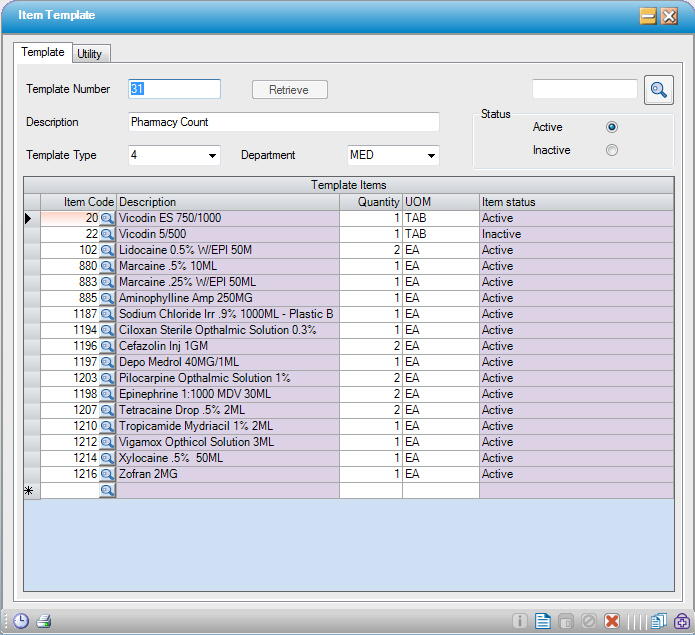 Item Template
Template Utility
Template Number 31 Retrieve
Status
Description Pharmacy Count
Active
Inactive
Template Type 4 Department MED
Template Items
Item Code Description Quantity UOM Item status
20 Vicodin ES 750/1000 1 TAB Active
22 Vicodin 5/500 1 TAB Inactive
102 Lidocaine 0.5% W/EPI 50M 2 EA Active
880 Marcaine .5% 10ML 1 EA Active
883 Marcaine .25% W/EPI 50ML 1 EA Active
885 Aminophylline Amp 250MG 1 EA Active
1187 Sodium Chloride Irr .9% 1000ML - Plastic B 1 EA Active
1194 Ciloxan Sterile Opthalmic Solution 0.3% 1 EA Active
1196 Cefazolin Inj 1GM 2 EA Active
1197 Depo Medrol 40MG/1ML 1 EA Active
1203 Pilocarpine Opthalmic Solution 1% 2 EA Active
1198 Epinephrine 1:1000 MDV 30ML 2 EA Active
1207 Tetracaine Drop .5% 2ML 2 EA Active
1210 Tropicamide Mydriacil 1% 2ML 1 EA Active
1212 Vigamox Opthicol Solution 3ML 1 EA Active
1214 Xylocaine .5% 50ML 1 EA Active
1216 Zofran 2MG 1 EA Active